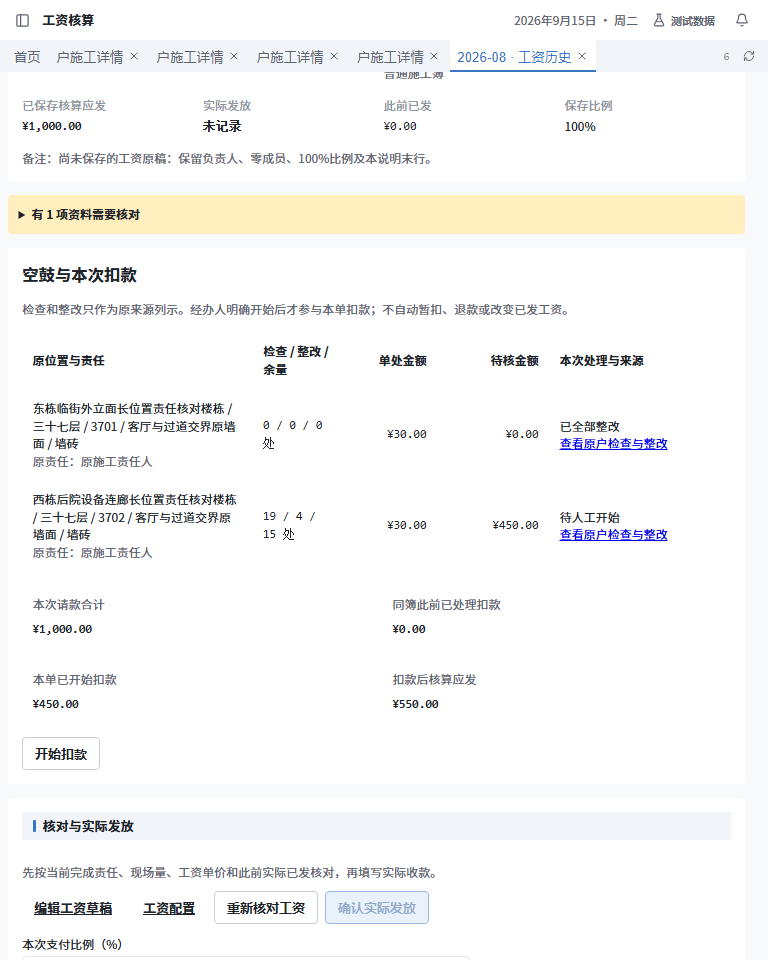 工资核算
2026年9月15日 · 周二
测试数据
首页
户施工详情 ×
户施工详情 ×
户施工详情 ×
户施工详情 ×
2026-08 · 工资历史 ×
6
普通施工簿
已保存核算应发
实际发放
此前已发
保存比例
¥1,000.00
未记录
¥0.00
100%
备注：尚未保存的工资原稿：保留负责人、零成员、100%比例及本说明末行。
▶ 有 1 项资料需要核对
空鼓与本次扣款
检查和整改只作为原来源列示。经办人明确开始后才参与本单扣款；不自动暂扣、退款或改变已发工资。
原位置与责任
检查 / 整改 /
余量
单处金额
待核金额
本次处理与来源
东栋临街外立面长位置责任核对楼栋 /
三十七层 / 3701 / 客厅与过道交界原墙
面 / 墙砖
原责任：原施工责任人
0 / 0 / 0
处
¥30.00
¥0.00
已全部整改
查看原户检查与整改
西栋后院设备连廊长位置责任核对楼栋
/ 三十七层 / 3702 / 客厅与过道交界原
墙面 / 墙砖
原责任：原施工责任人
19 / 4 /
15 处
¥30.00
¥450.00
待人工开始
查看原户检查与整改
本次请款合计
同簿此前已处理扣款
¥1,000.00
¥0.00
本单已开始扣款
扣款后核算应发
¥450.00
¥550.00
开始扣款
核对与实际发放
先按当前完成责任、现场量、工资单价和此前实际已发核对，再填写实际收款。
编辑工资草稿
工资配置
重新核对工资
确认实际发放
本次支付比例（%）